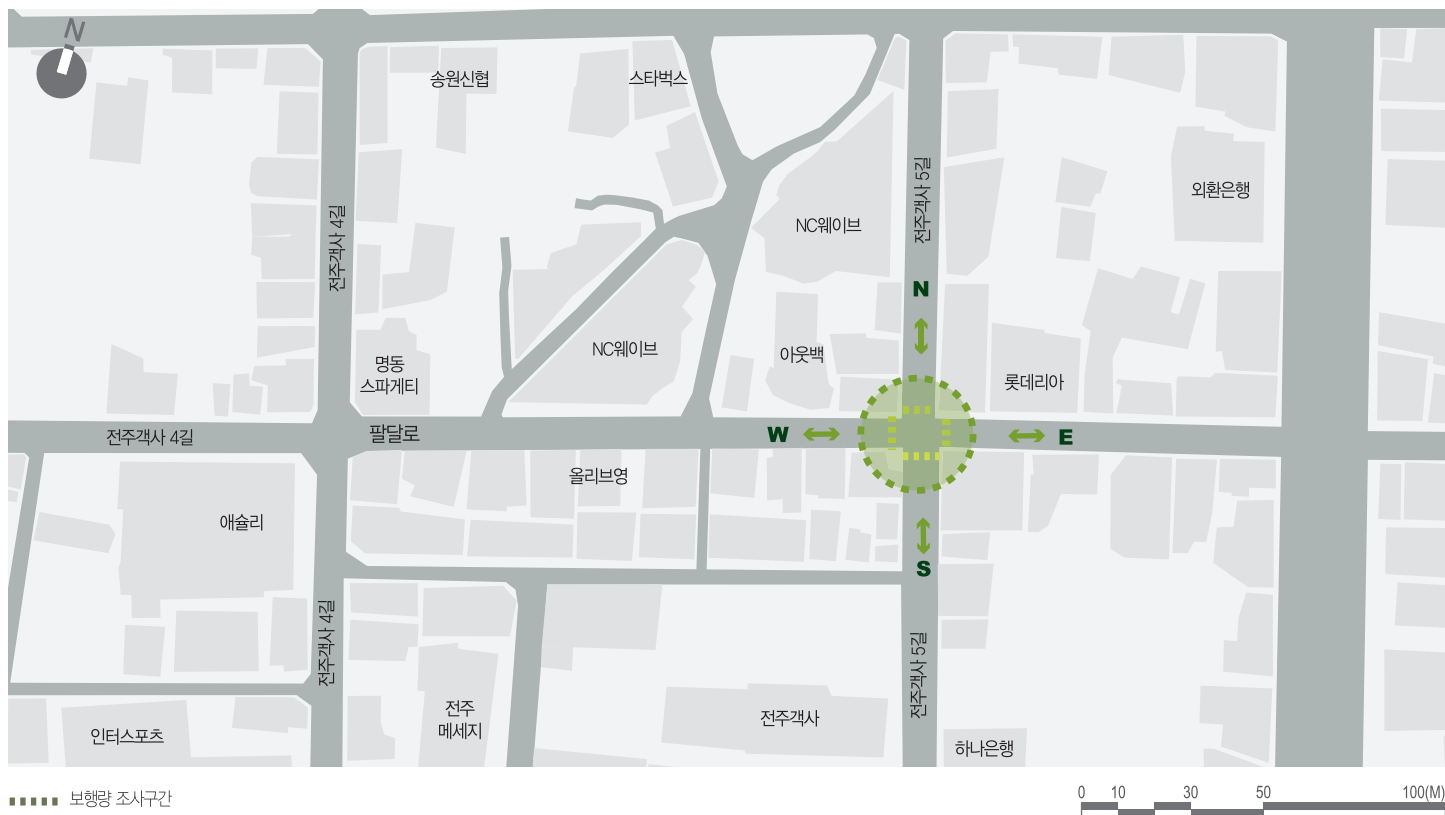 N
송원신협
스타벅스
전주객사 5길
외환은행
전주객사 4길
NC웨이브
N
NC웨이브
아웃백
명동
스파게티
롯데리아
전주객사 4길
팔달로
W
E
올리브영
애슐리
S
전주객사 4길
전주객사 5길
전주
메세지
전주객사
인터스포츠
하나은행
보행량 조사구간
0 10 30 50 100(M)